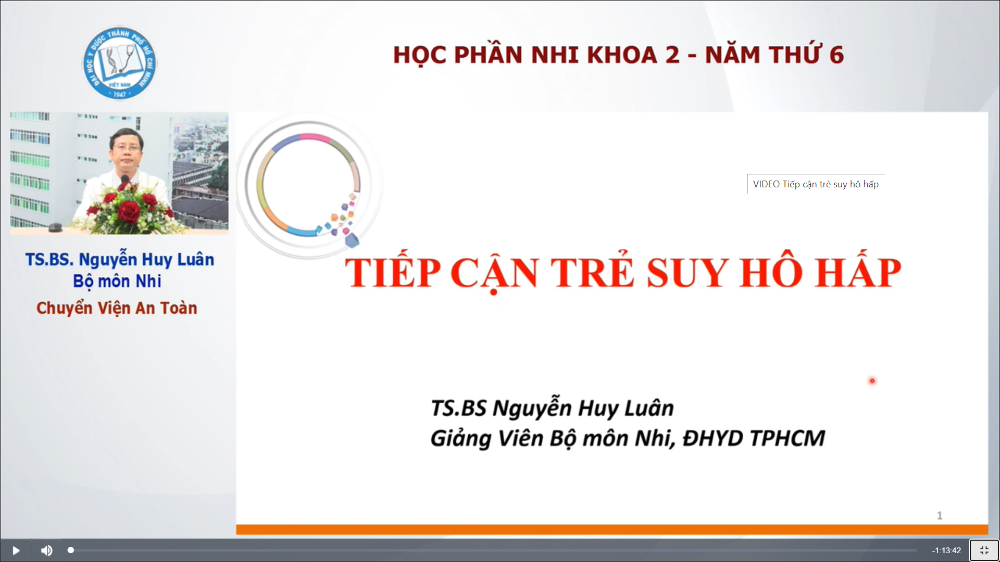 ĐẠI HỌC Y DƯỢC THÀNH PHỐ HỒ CHÍ MINH
VIỆT NAM
· 1947 ·
HỌC PHẦN NHI KHOA 2 - NĂM THỨ 6
VIDEO Tiếp cận trẻ suy hô hấp
TS.BS. Nguyễn Huy Luân
Bộ môn Nhi
Chuyển Viện An Toàn
TIẾP CẬN TRẺ SUY HÔ HẤP
TS.BS Nguyễn Huy Luân
Giảng Viên Bộ môn Nhi, ĐHYD TPHCM
1
-1:13:42